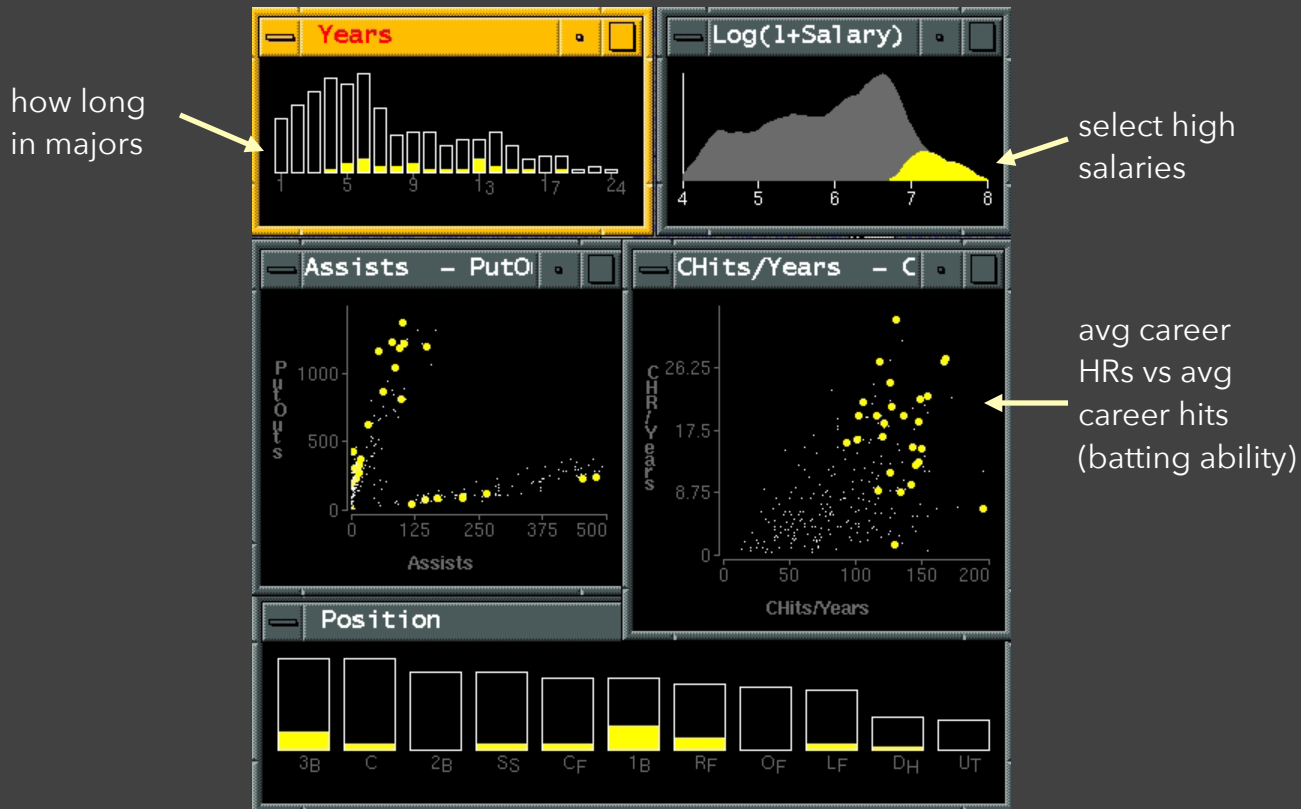 Years
Log(1+Salary)
how long
in majors
select high
salaries
1 5 9 13 17 24
4 5 6 7 8
Assists - PutO
CHits/Years - C
PutOuts
1000
500
0
0 125 250 375 500
Assists
CHR/Years
26.25
17.5
8.75
0
0 50 100 150 200
CHits/Years
avg career
HRs vs avg
career hits
(batting ability)
Position
3B C 2B SS CF 1B RF OF LF DH UT